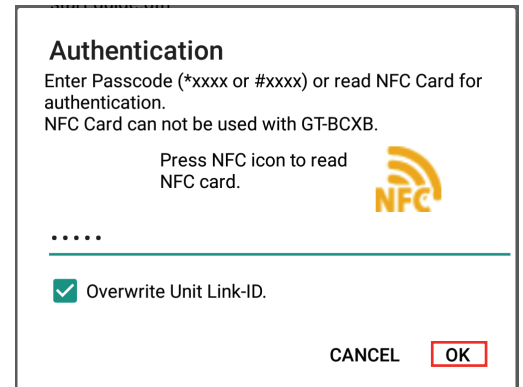 Authentication
Enter Passcode (*xxxx or #xxxx) or read NFC Card for
authentication.
NFC Card can not be used with GT-BCXB.
Press NFC icon to read
NFC card.
NFC
.....
Overwrite Unit Link-ID.
CANCEL OK